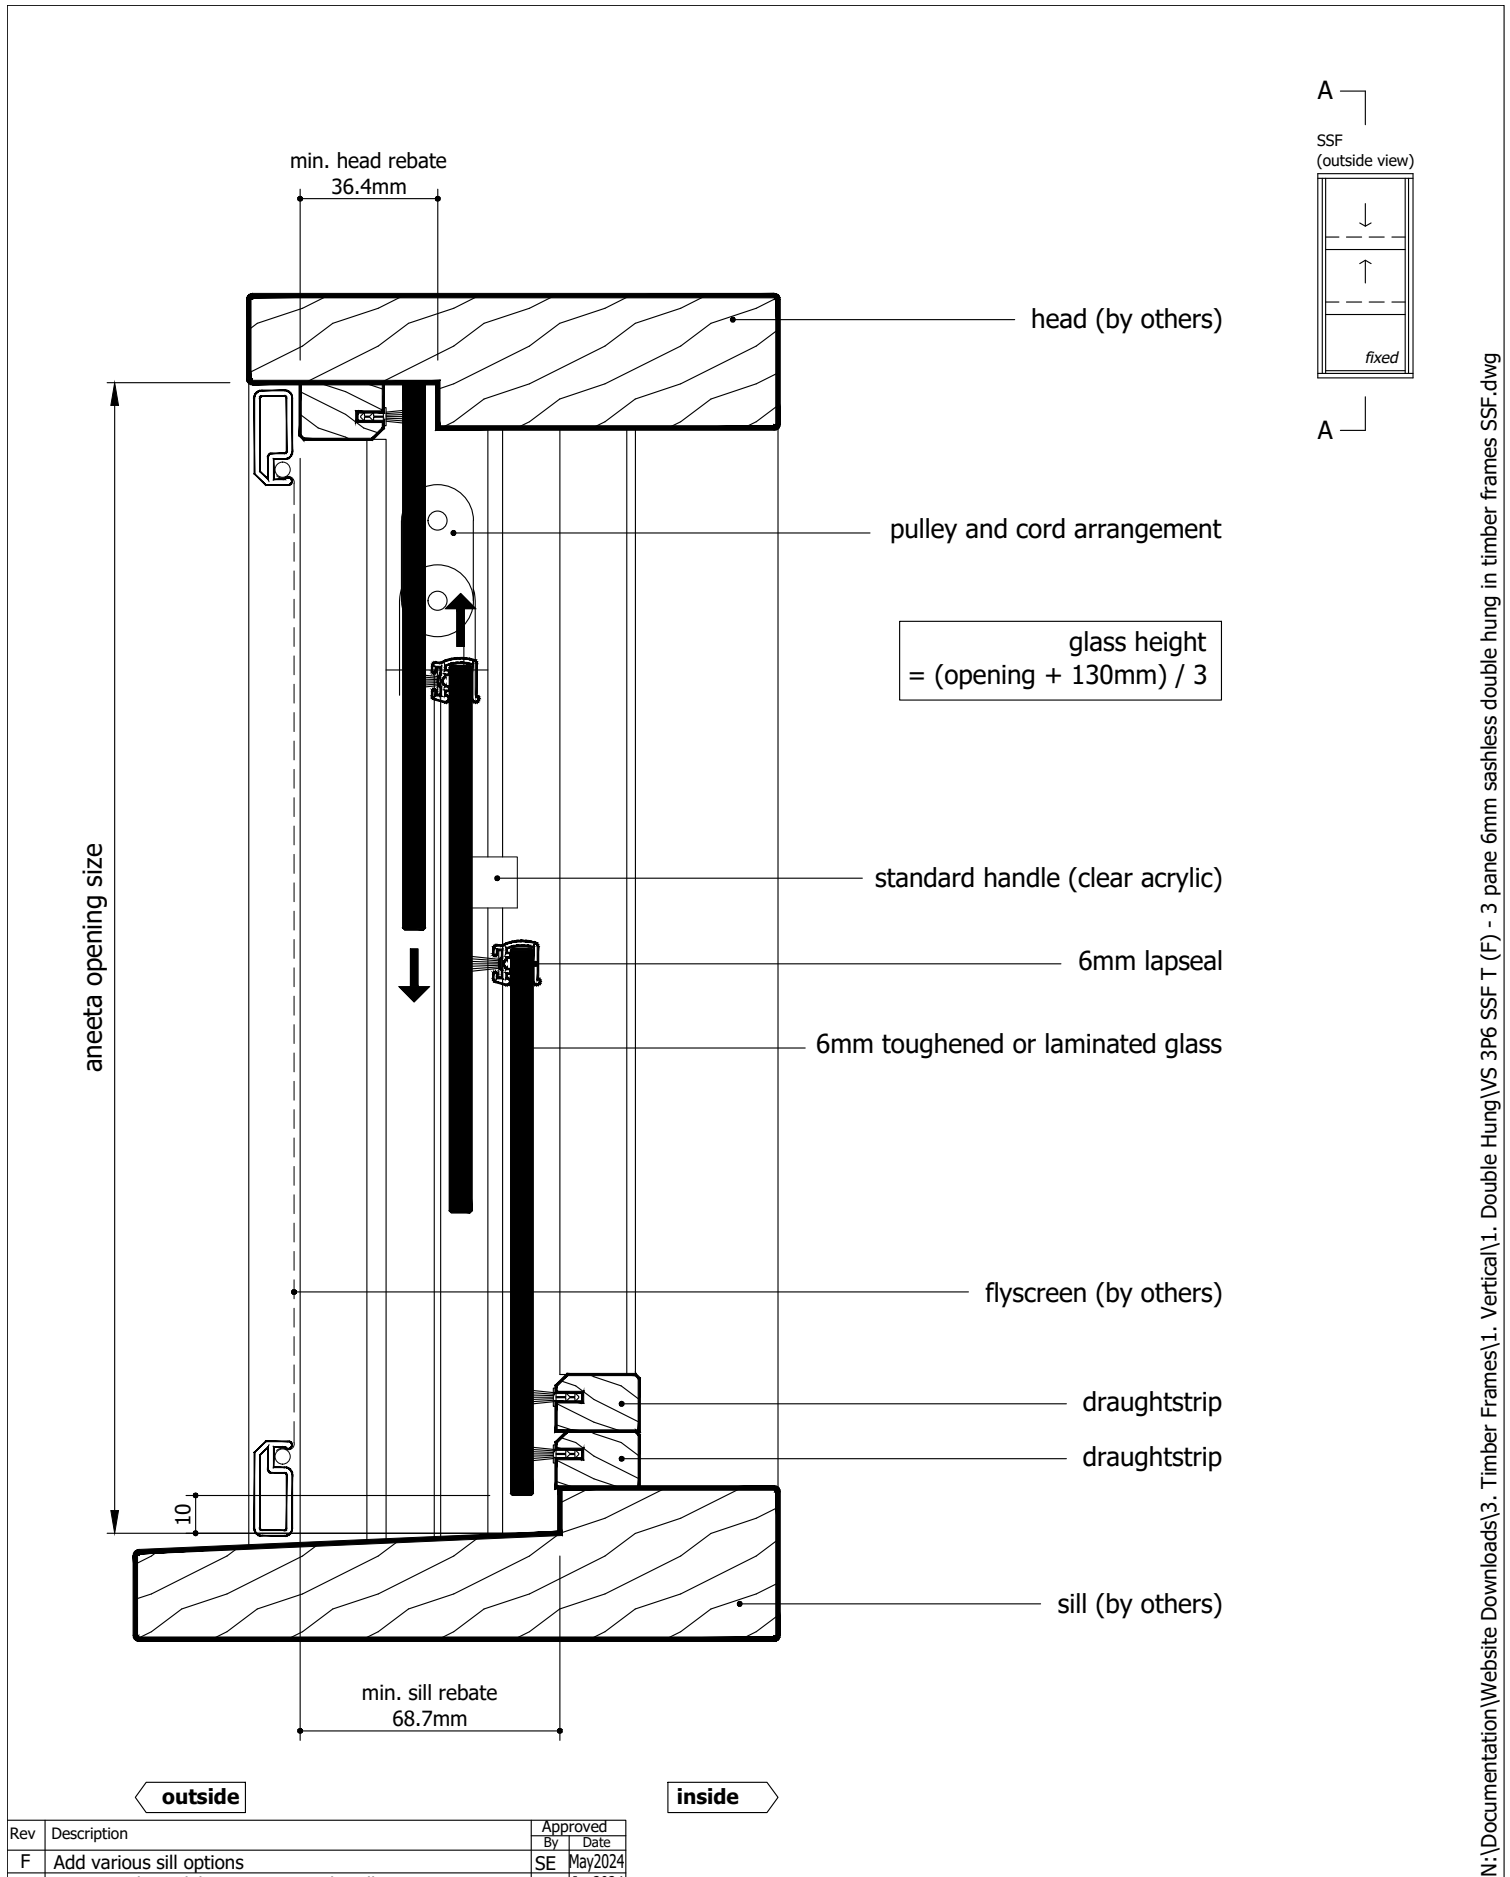 A
SSF
(outside view)
fixed
A
min. head rebate
36.4mm
head (by others)
pulley and cord arrangement
glass height
= (opening + 130mm) / 3
standard handle (clear acrylic)
6mm lapseal
6mm toughened or laminated glass
aneeta opening size
flyscreen (by others)
draughtstrip
draughtstrip
10
sill (by others)
min. sill rebate
68.7mm
outside
inside
Rev Description Approved
By Date
F Add various sill options SE May2024
N:\Documentation\Website Downloads\3. Timber Frames\1. Vertical\1. Double Hung\VS 3P6 SSF T (F) - 3 pane 6mm sashless double hung in timber frames SSF.dwg